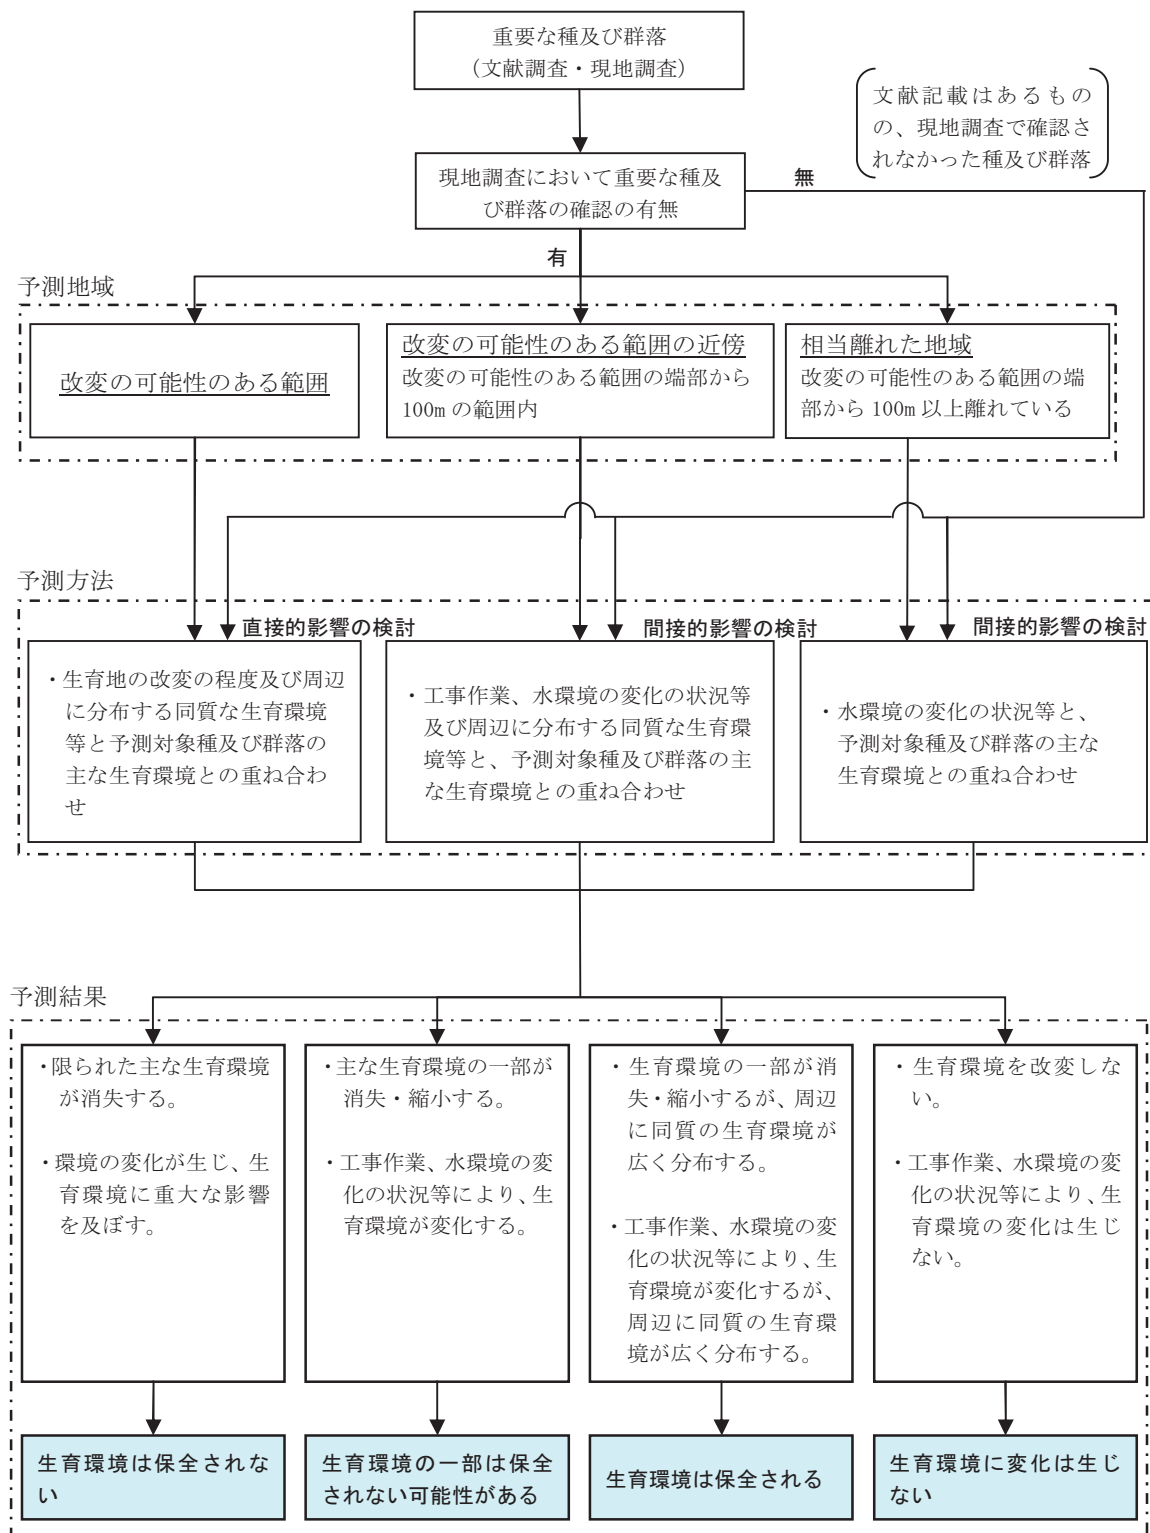 重要な種及び群落
（文献調査・現地調査）
文献記載はあるもの
の、現地調査で確認さ
れなかった種及び群落
現地調査において重要な種及
び群落の確認の有無
無
有
予測地域
改変の可能性のある範囲
改変の可能性のある範囲の近傍
改変の可能性のある範囲の端部から
100m の範囲内
相当離れた地域
改変の可能性のある範囲の端
部から 100m 以上離れている
予測方法
直接的影響の検討
・生育地の改変の程度及び周辺
に分布する同質な生育環境
等と予測対象種及び群落の
主な生育環境との重ね合わ
せ
間接的影響の検討
・工事作業、水環境の変化の状況等
及び周辺に分布する同質な生育環
境等と、予測対象種及び群落の主
な生育環境との重ね合わせ
間接的影響の検討
・水環境の変化の状況等と、
予測対象種及び群落の主な
生育環境との重ね合わせ
予測結果
・限られた主な生育環境
が消失する。
・環境の変化が生じ、生
育環境に重大な影響
を及ぼす。
・主な生育環境の一部が
消失・縮小する。
・工事作業、水環境の変
化の状況等により、生
育環境が変化する。
・生育環境の一部が消
失・縮小するが、周辺
に同質の生育環境が
広く分布する。
・工事作業、水環境の変
化の状況等により、生
育環境が変化するが、
周辺に同質の生育環
境が広く分布する。
・生育環境を改変しな
い。
・工事作業、水環境の変
化の状況等により、生
育環境の変化は生じ
ない。
生育環境は保全されな
い
生育環境の一部は保全
されない可能性がある
生育環境は保全される
生育環境に変化は生じ
ない